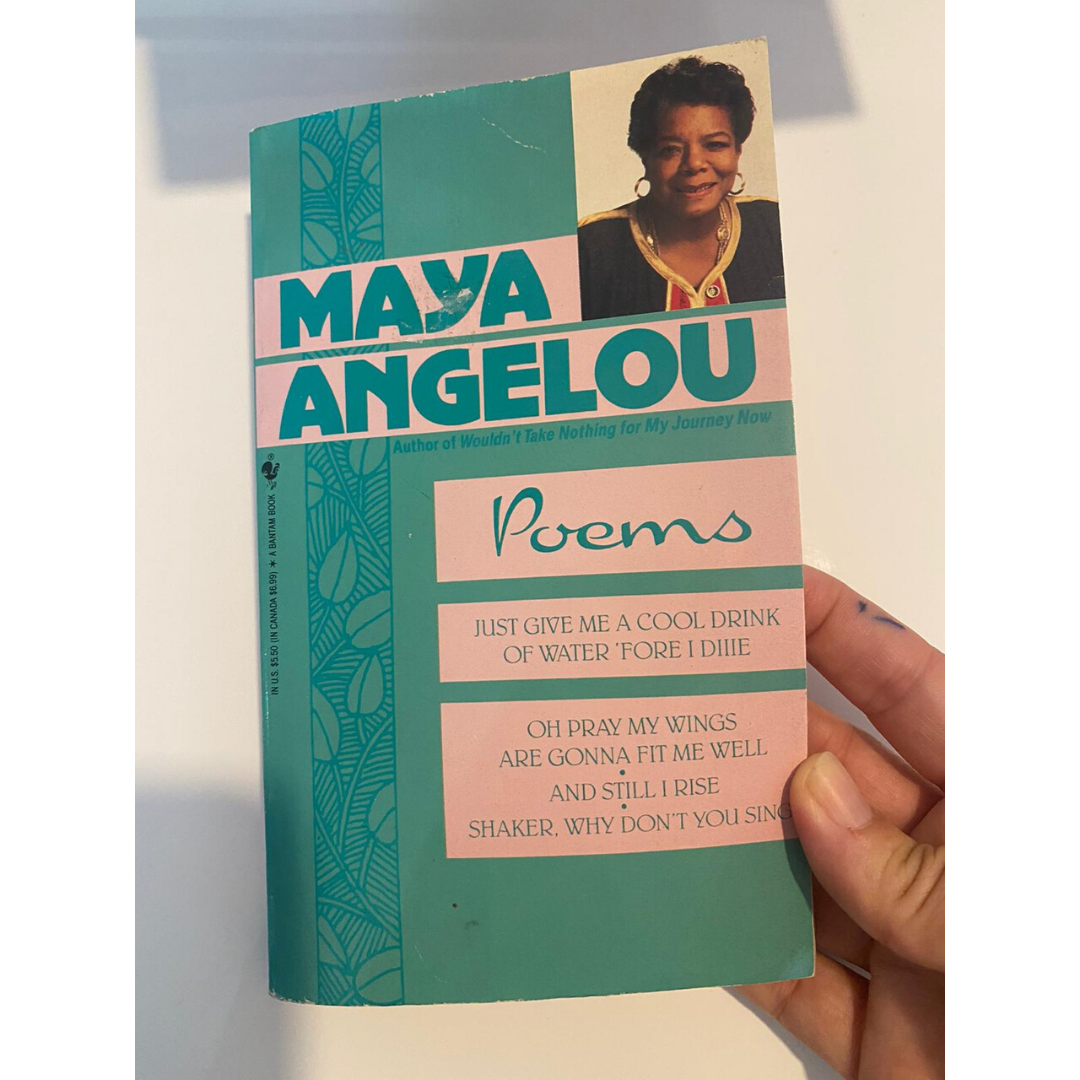 MAYA
ANGELOU
Author of Wouldn't Take Nothing for My Journey Now
IN U.S. $5.50 (IN CANADA $6.99) * A BANTAM BOOK
®
Poems
JUST GIVE ME A COOL DRINK
OF WATER 'FORE I DIIIE
OH PRAY MY WINGS
ARE GONNA FIT ME WELL
•
AND STILL I RISE
•
SHAKER, WHY DON'T YOU SING